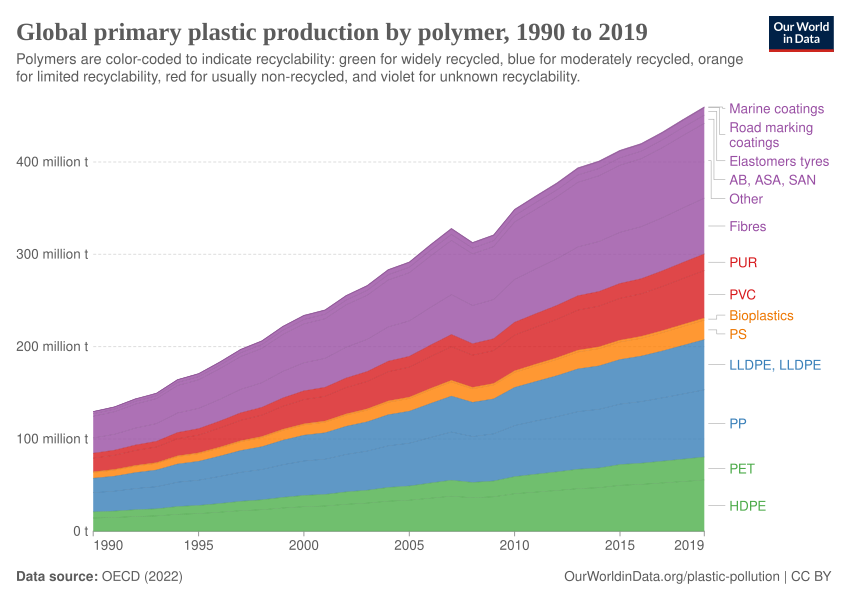 Global primary plastic production by polymer, 1990 to 2019
Our World
in Data
Polymers are color-coded to indicate recyclability: green for widely recycled, blue for moderately recycled, orange
for limited recyclability, red for usually non-recycled, and violet for unknown recyclability.
400 million t
300 million t
200 million t
100 million t
0 t
1990
1995
2000
2005
2010
2015
2019
Marine coatings
Road marking
coatings
Elastomers tyres
AB, ASA, SAN
Other
Fibres
PUR
PVC
Bioplastics
PS
LLDPE, LLDPE
PP
PET
HDPE
Data source: OECD (2022)
OurWorldinData.org/plastic-pollution | CC BY